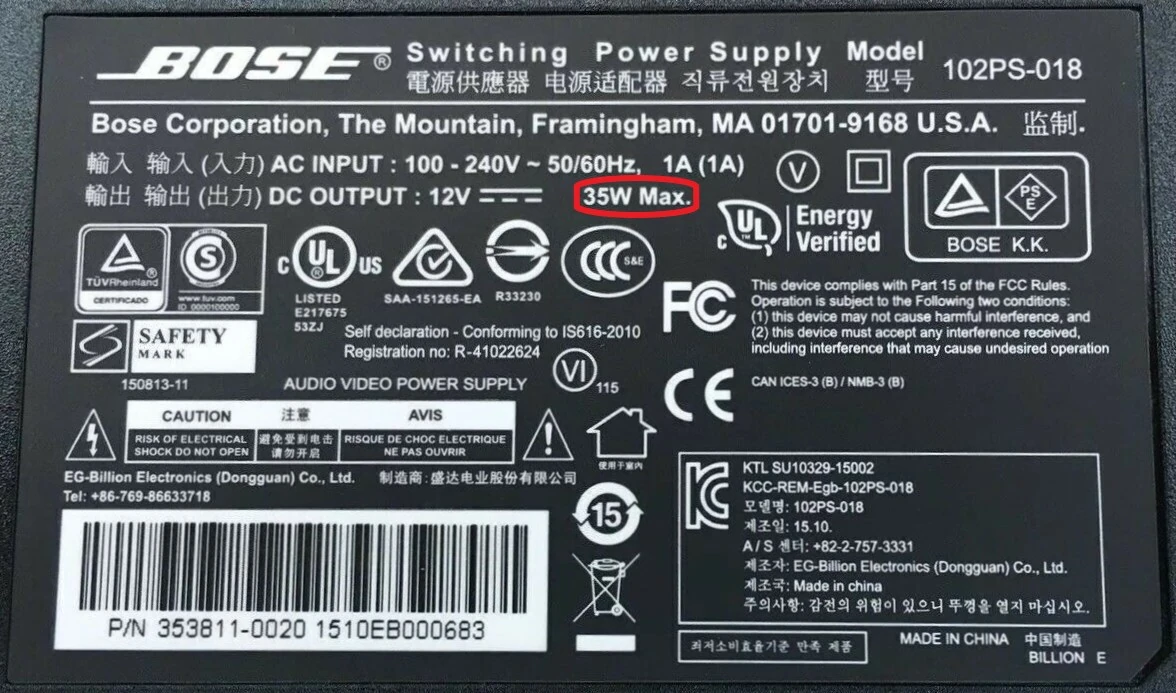 BOSE® Switching Power Supply Model 102PS-018
電源供應器 电源适配器 직류전원장치 型号
Bose Corporation, The Mountain, Framingham, MA 01701-9168 U.S.A. 监制.
輸入 输入 (入力) AC INPUT : 100 - 240V ~ 50/60Hz, 1A (1A)
輸出 输出 (出力) DC OUTPUT : 12V 35W Max.
V
PS
E
BOSE K.K.
c UL ™ Energy
Verified
TÜVRheinland ®
CERTIFICADO
S
www.tuv.com
ID 0000100000
c UL ® US
LISTED
E217675
53ZJ
SAA-151265-EA
R33230
CCC S&E
FC
This device complies with Part 15 of the FCC Rules.
Operation is subject to the Following two conditions:
(1) this device may not cause harmful interference, and
(2) this device must accept any interference received,
including interference that may cause undesired operation
SAFETY
MARK
150813-11
Self declaration - Conforming to IS616-2010
Registration no: R-41022624
AUDIO VIDEO POWER SUPPLY
VI 115
CE
CAN ICES-3 (B) / NMB-3 (B)
CAUTION 注意 AVIS
RISK OF ELECTRICAL
SHOCK DO NOT OPEN
避免受到电击
请勿开启
RISQUE DE CHOC ELECTRIQUE
NE PAS OUVRIR
!
使用于室内
EG-Billion Electronics (Dongguan) Co., Ltd. 制造商: 盛达电业股份有限公司
Tel: +86-769-86633718
15
P/N 353811-0020 1510EB000683
KC
KTL SU10329-15002
KCC-REM-Egb-102PS-018
모델명: 102PS-018
제조일: 15.10.
A / S 센터: +82-2-757-3331
제조자: EG-Billion Electronics (Dongguan) Co., Ltd.
제조국: Made in china
주의사항: 감전의 위험이 있으니 뚜껑을 열지 마십시오.
최저소비효율기준 만족 제품
MADE IN CHINA 中国制造
BILLION E